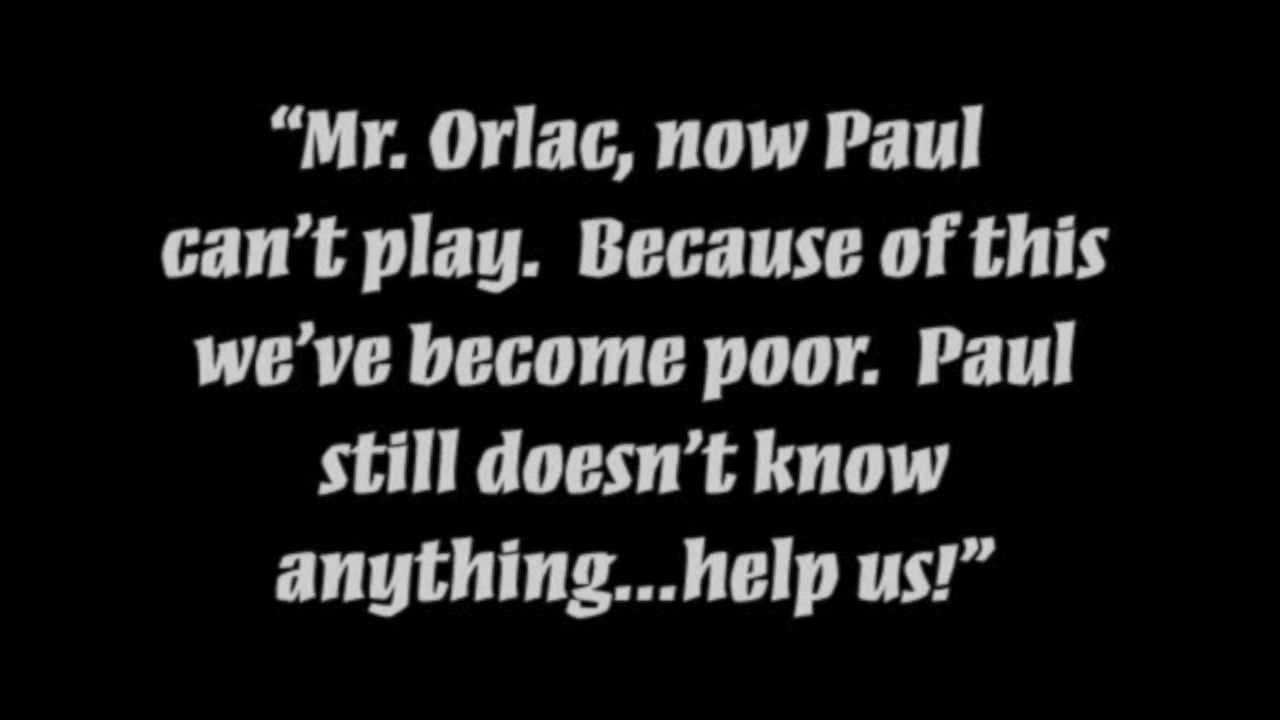 “Mr. Orlac, now Paul
can’t play.  Because of this
we’ve become poor.  Paul
still doesn’t know
anything...help us!”